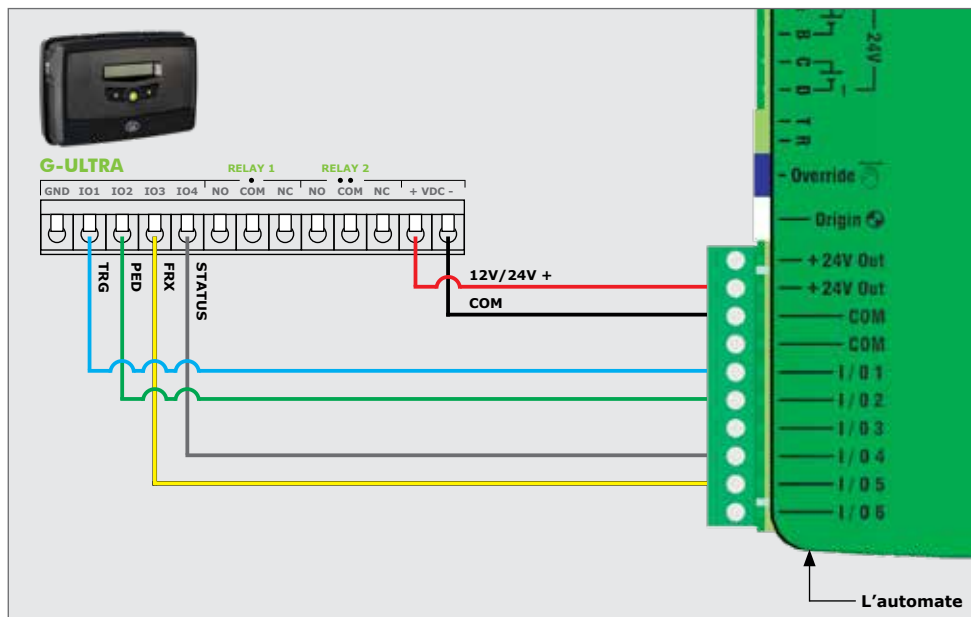 G-ULTRA
RELAY 1
RELAY 2
GND IO1 IO2 IO3 IO4 NO COM NC NO COM NC + VDC -
TRG
PED
FRX
STATUS
12V/24V +
COM
B
C
D
24V
T
R
Override
Origin
+ 24V Out
+ 24V Out
COM
COM
I / O 1
I / O 2
I / O 3
I / O 4
I / O 5
I / O 6
L'automate